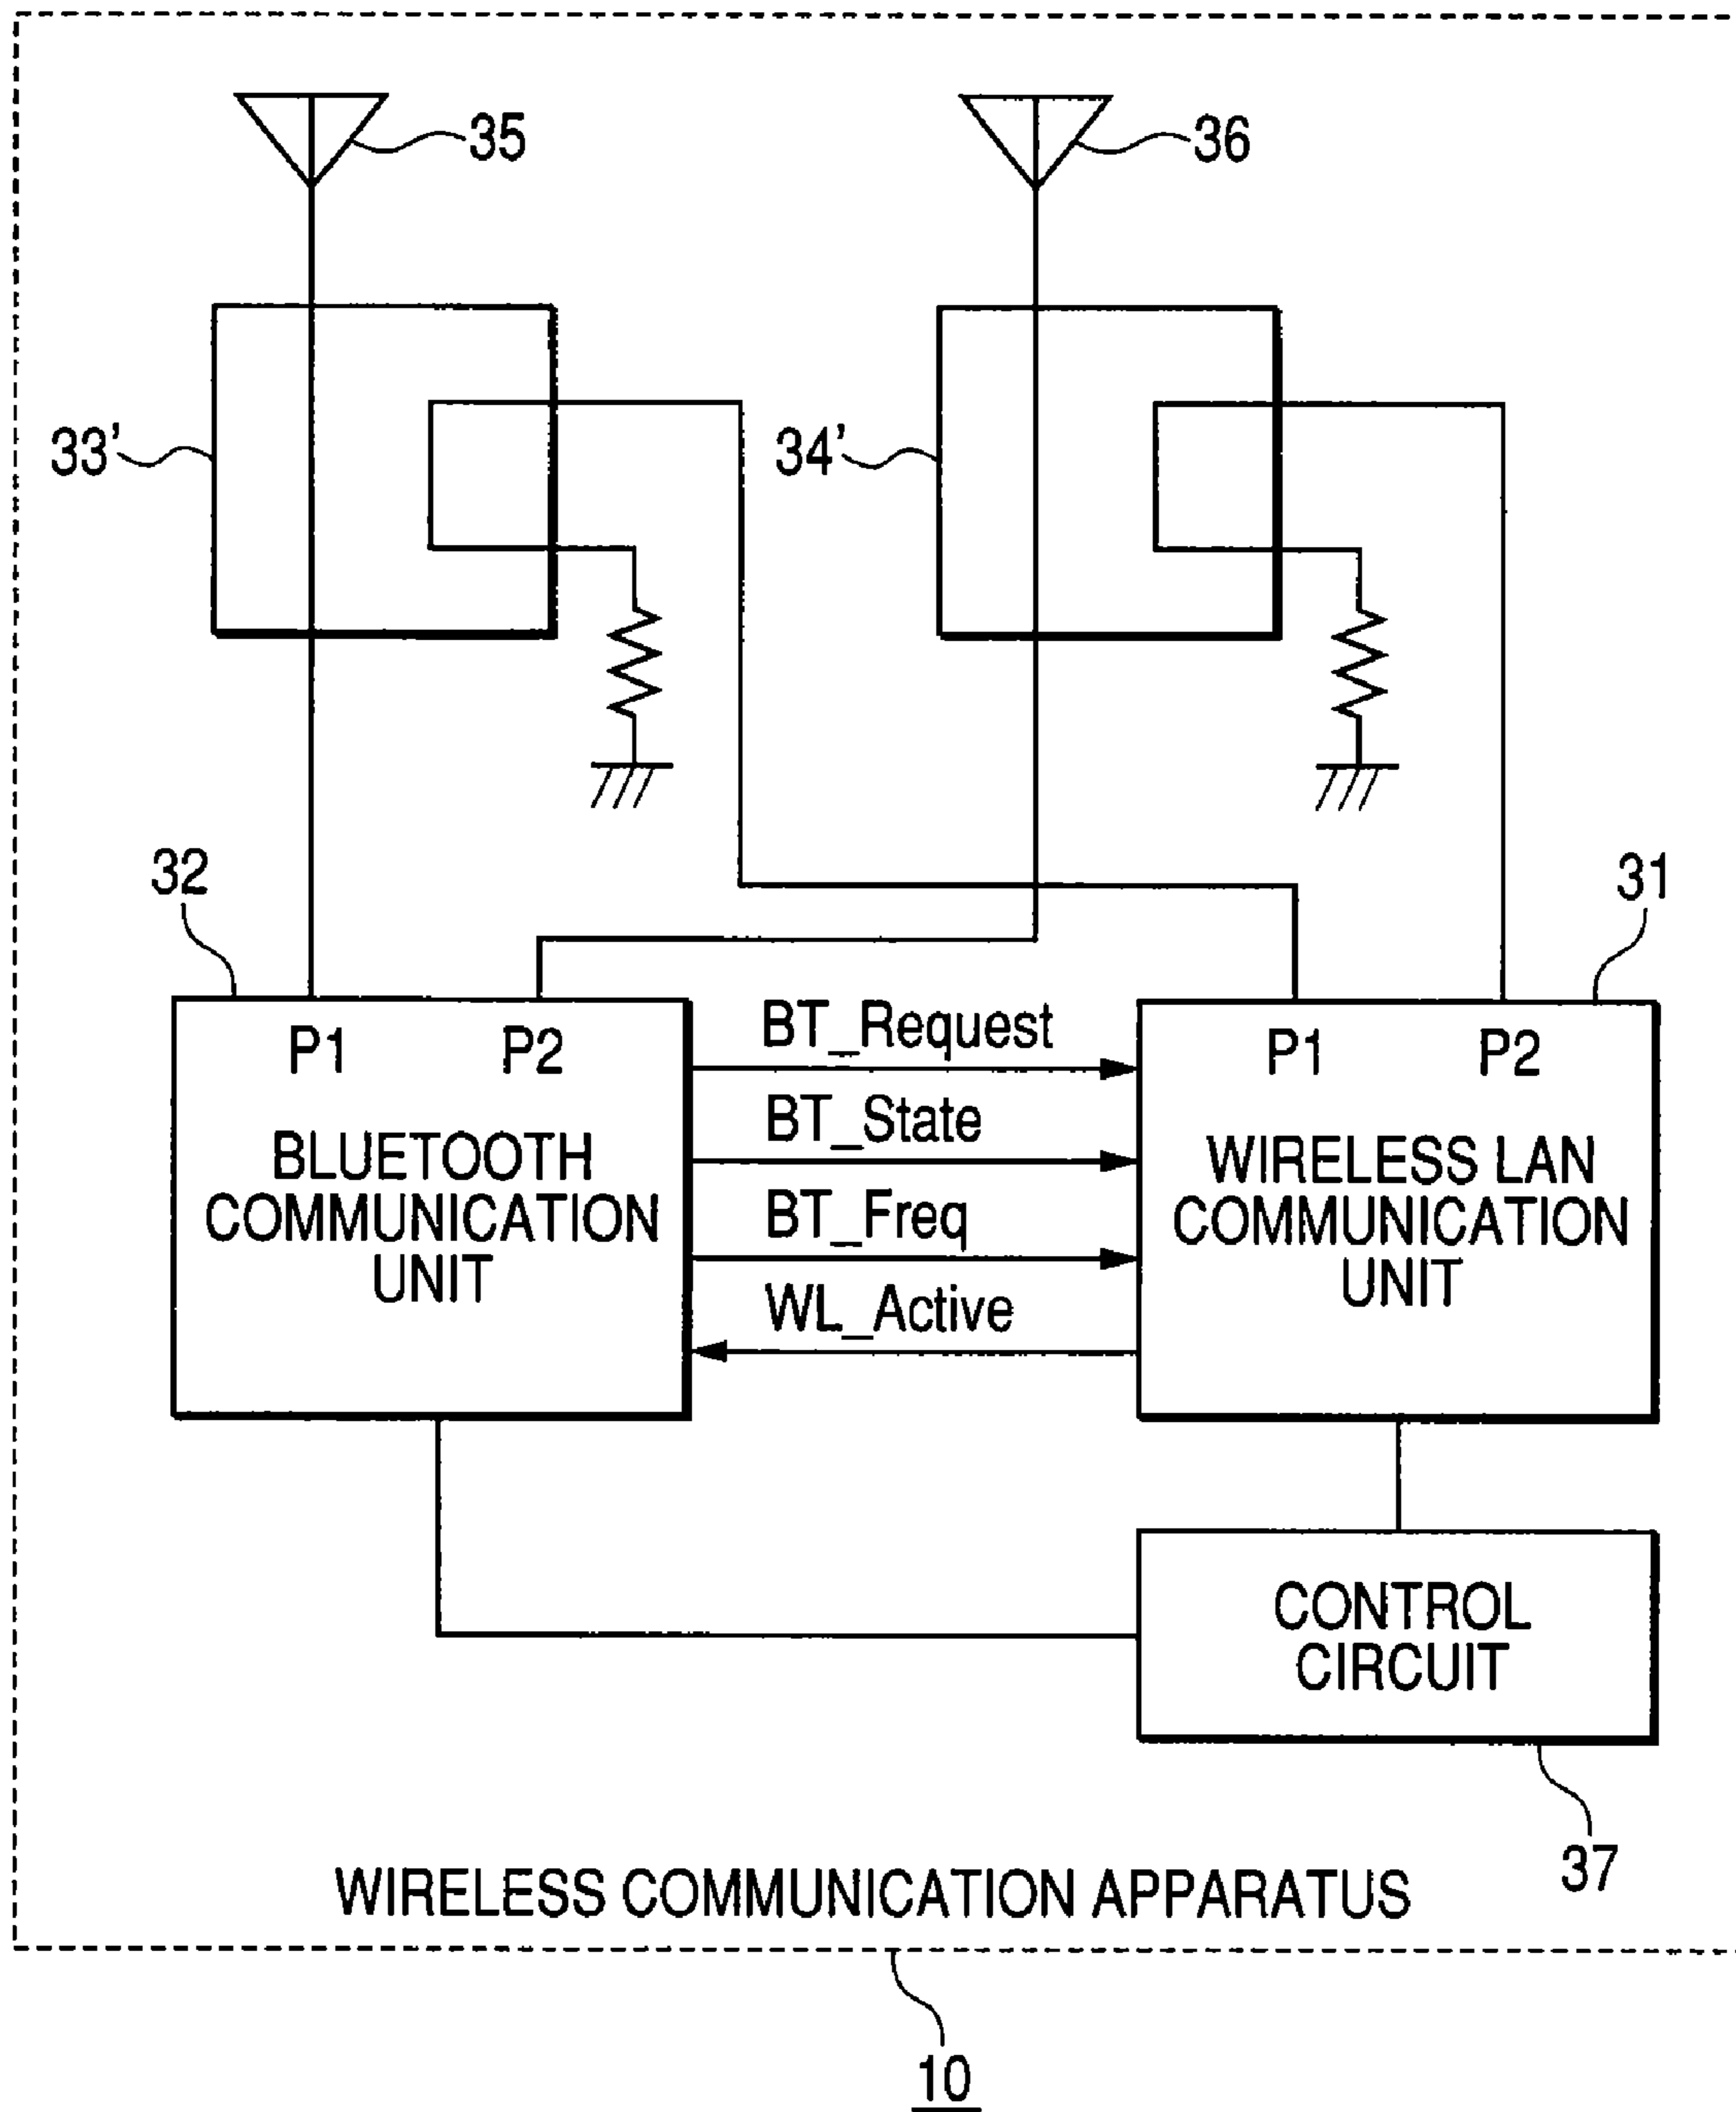 35
36
33'
34'
32
31
P1 P2
BLUETOOTH
COMMUNICATION
UNIT
BT_Request
BT_State
BT_Freq
WL_Active
P1 P2
WIRELESS LAN
COMMUNICATION
UNIT
CONTROL
CIRCUIT
37
WIRELESS COMMUNICATION APPARATUS
10